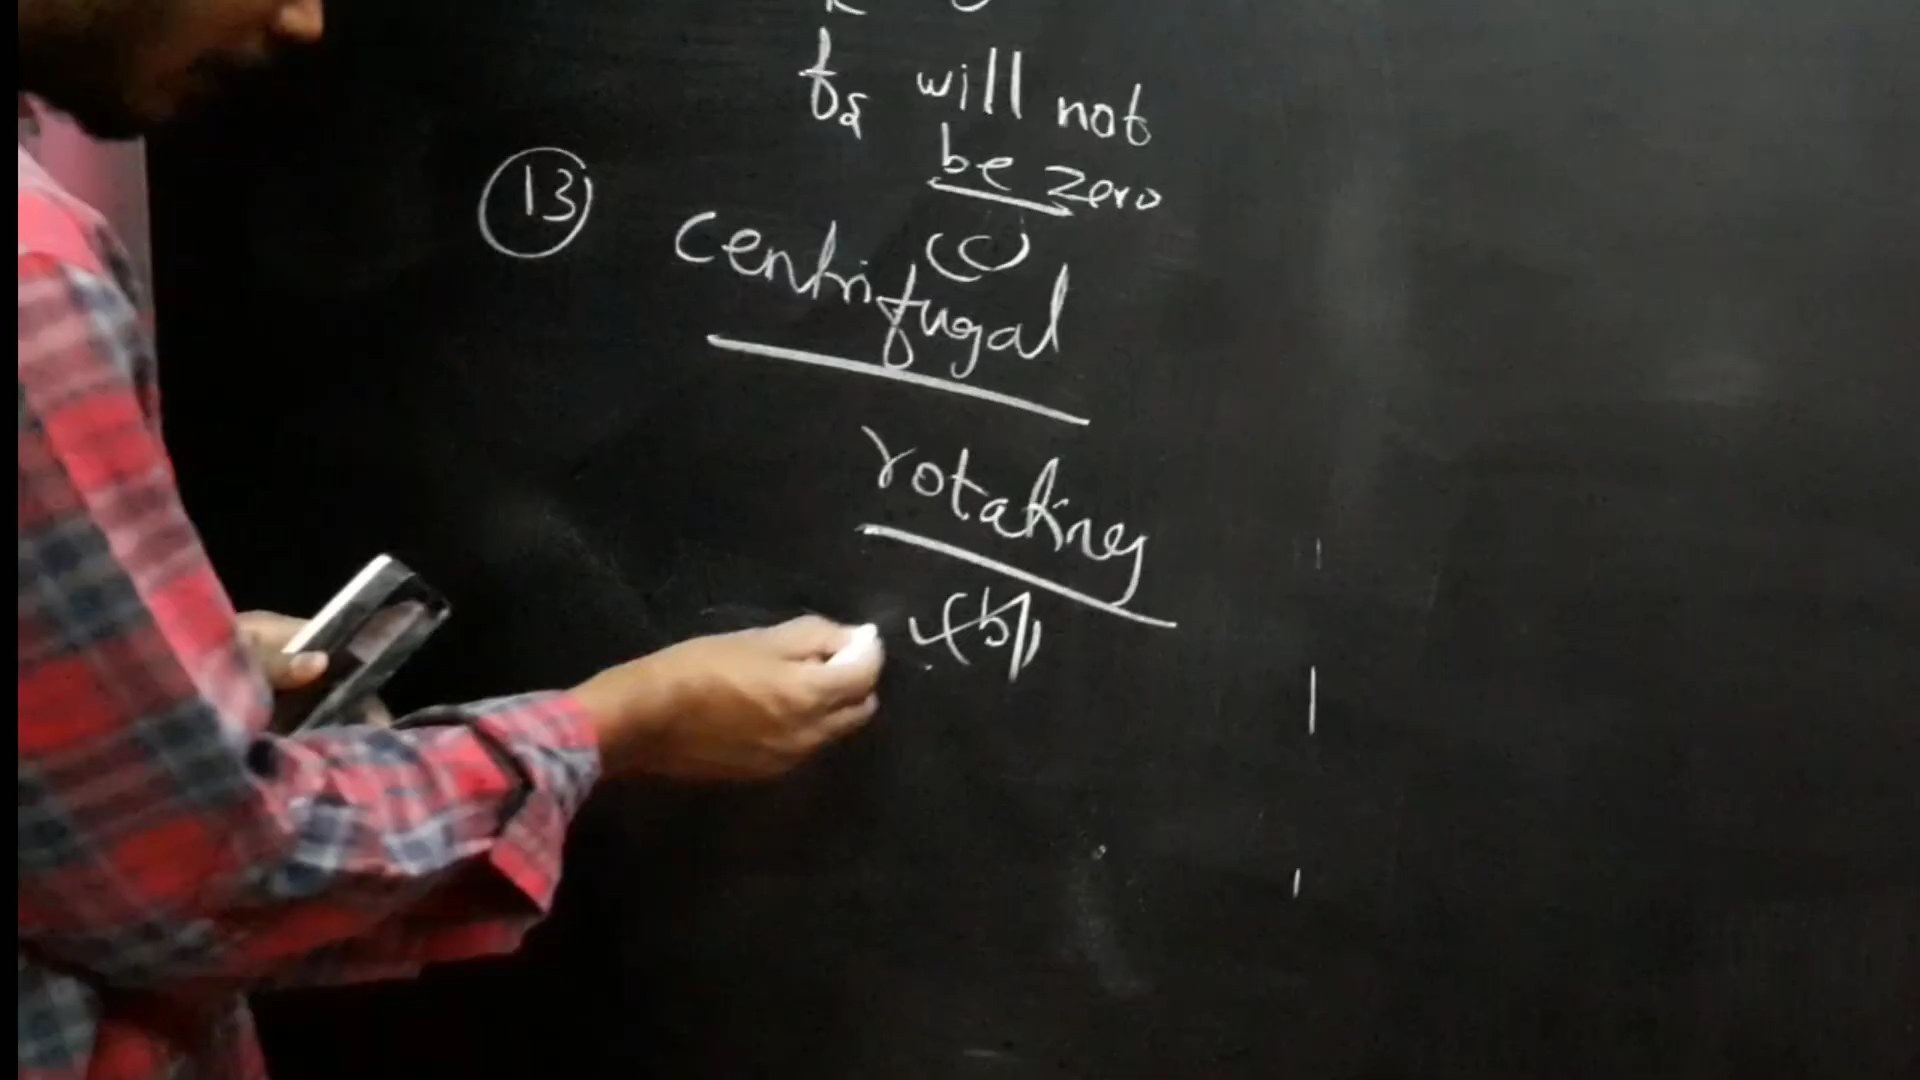 fs will not
be zero
(c)
(13) centrifugal
rotating
(b)